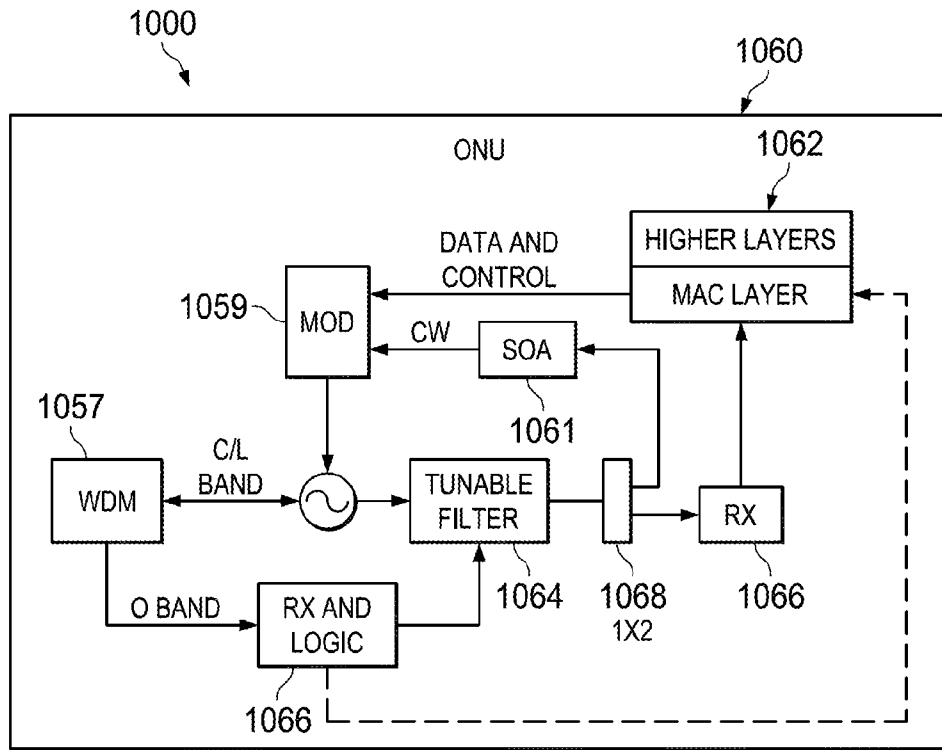 1000
1060
ONU
1062
HIGHER LAYERS
MAC LAYER
DATA AND
CONTROL
1059
MOD
CW
SOA
1061
1057
WDM
C/L
BAND
TUNABLE
FILTER
1064
1068
1X2
RX
1066
O BAND
RX AND
LOGIC
1066